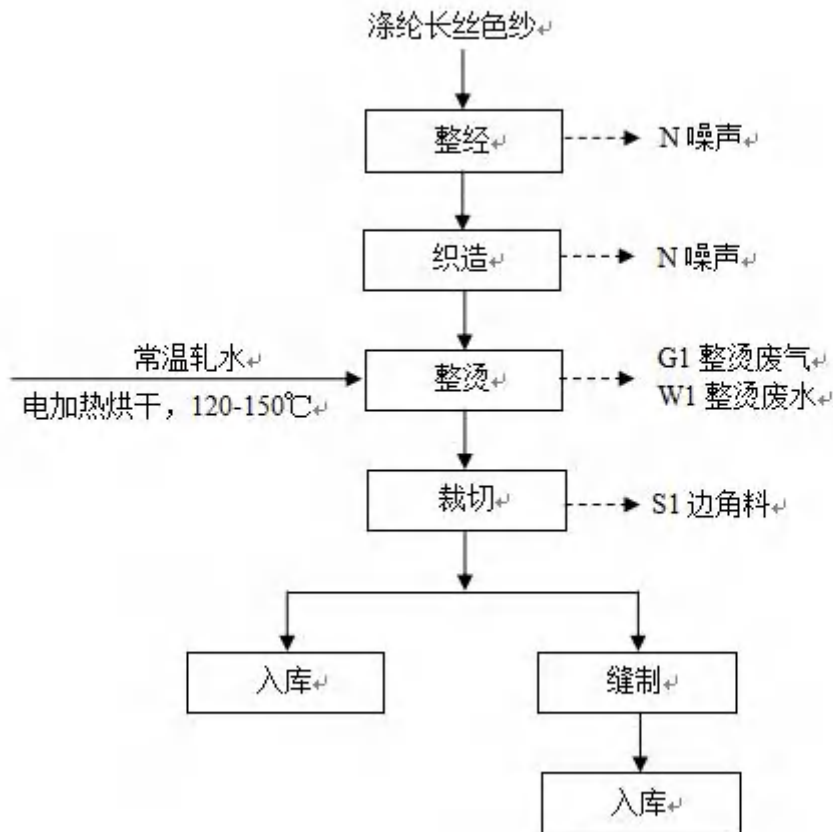 涤纶长丝色纱↵
整经↵
N 噪声↵
织造↵
N 噪声↵
常温轧水↵
电加热烘干，120-150℃↵
整烫↵
G1 整烫废气↵
W1 整烫废水↵
裁切↵
S1 边角料↵
入库↵
缝制↵
入库↵